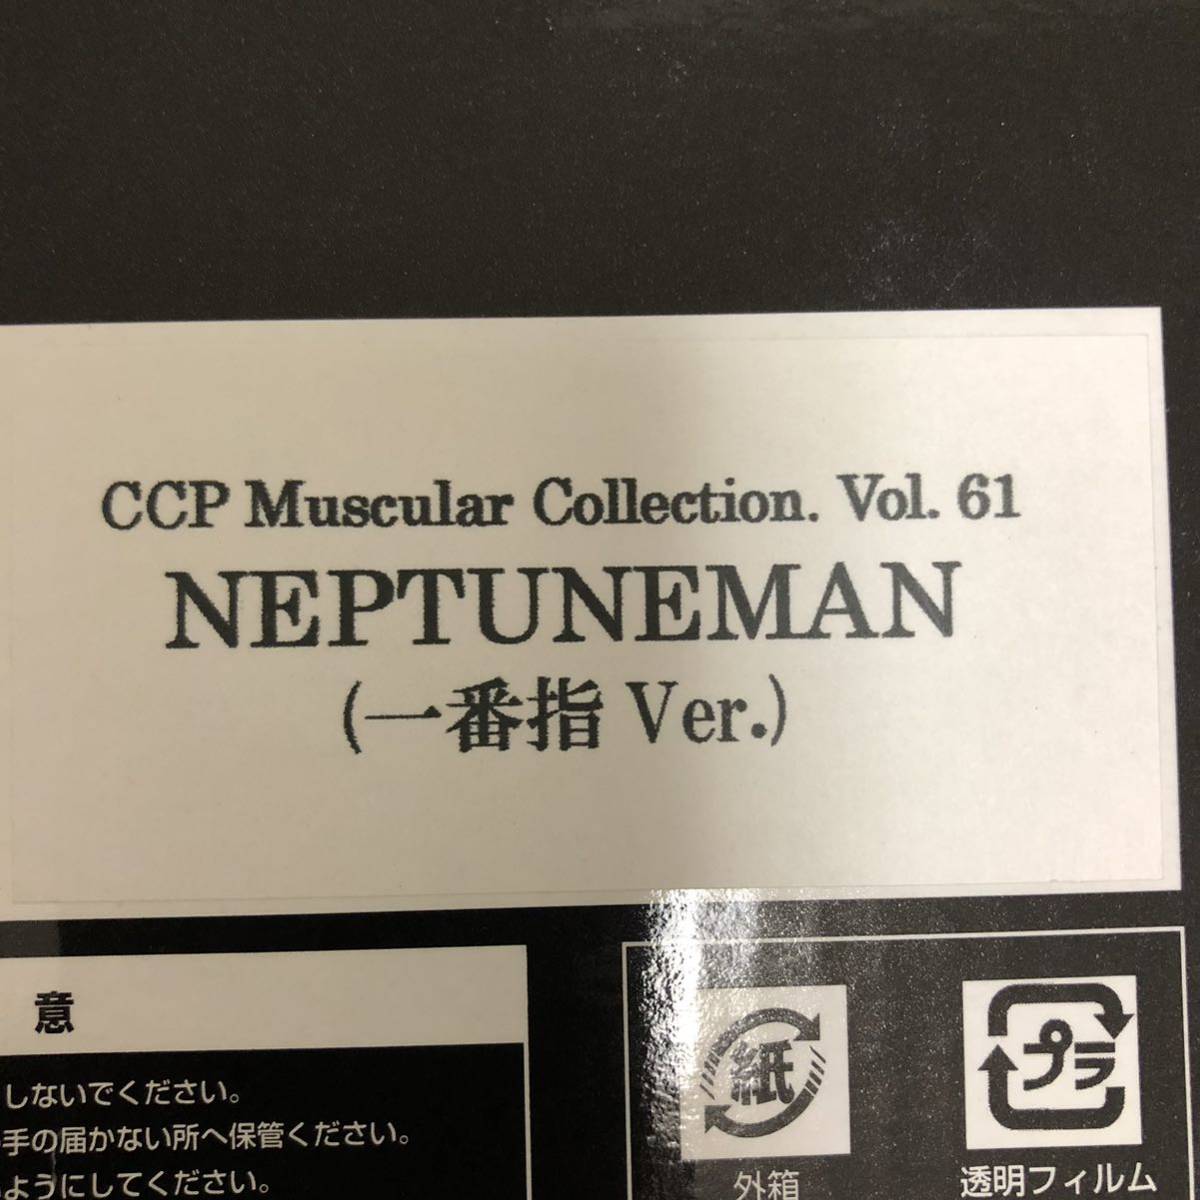 CCP Muscular Collection. Vol. 61
NEPTUNEMAN
(一番指 Ver.)
意
しないでください。
手の届かない所へ保管ください。
ようにしてください。
紙
外箱
プラ
透明フィルム